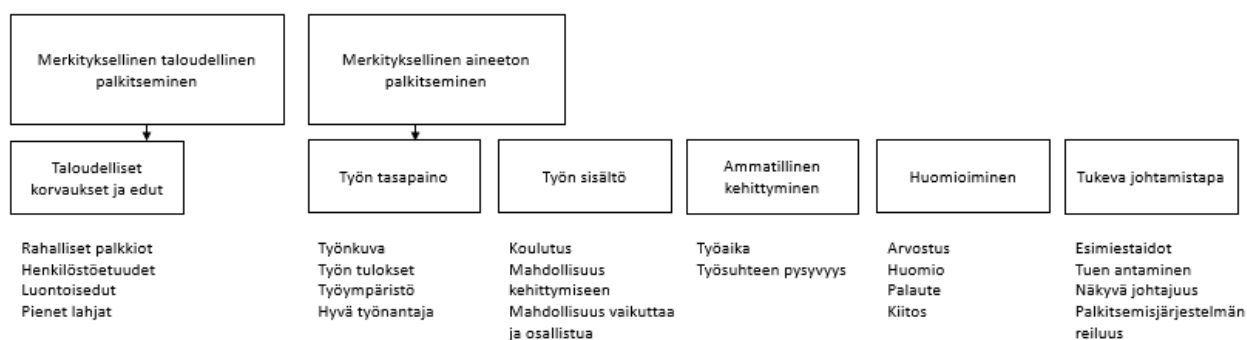 Merkityksellinen taloudellinen
palkitseminen
Merkityksellinen aineeton
palkitseminen
Taloudelliset
korvaukset ja edut
Työn tasapaino
Työn sisältö
Ammatillinen
kehittyminen
Huomioiminen
Tukeva johtamistapa
Rahalliset palkkiot
Henkilöstöetuudet
Luontoisedut
Pienet lahjat
Työnkuva
Työn tulokset
Työympäristö
Hyvä työnantaja
Koulutus
Mahdollisuus
kehittymiseen
Mahdollisuus vaikuttaa
ja osallistua
Työaika
Työsuhteen pysyvyys
Arvostus
Huomio
Palaute
Kiitos
Esimiestaidot
Tuen antaminen
Näkyvä johtajuus
Palkitsemisjärjestelmän
reiluus